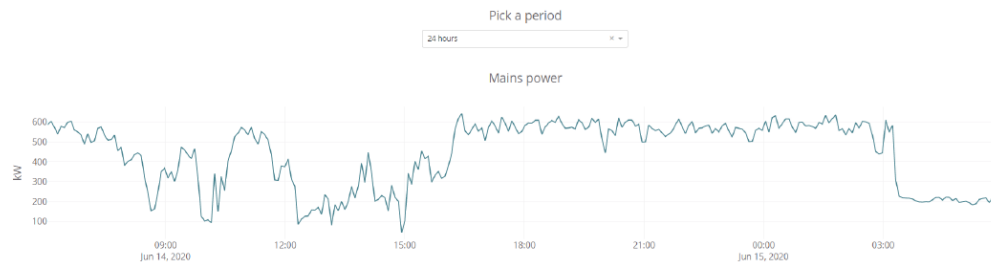 Pick a period
24 hours
Mains power
600
500
400
300
200
100
kW
09:00
Jun 14, 2020
12:00
15:00
18:00
21:00
00:00
Jun 15, 2020
03:00